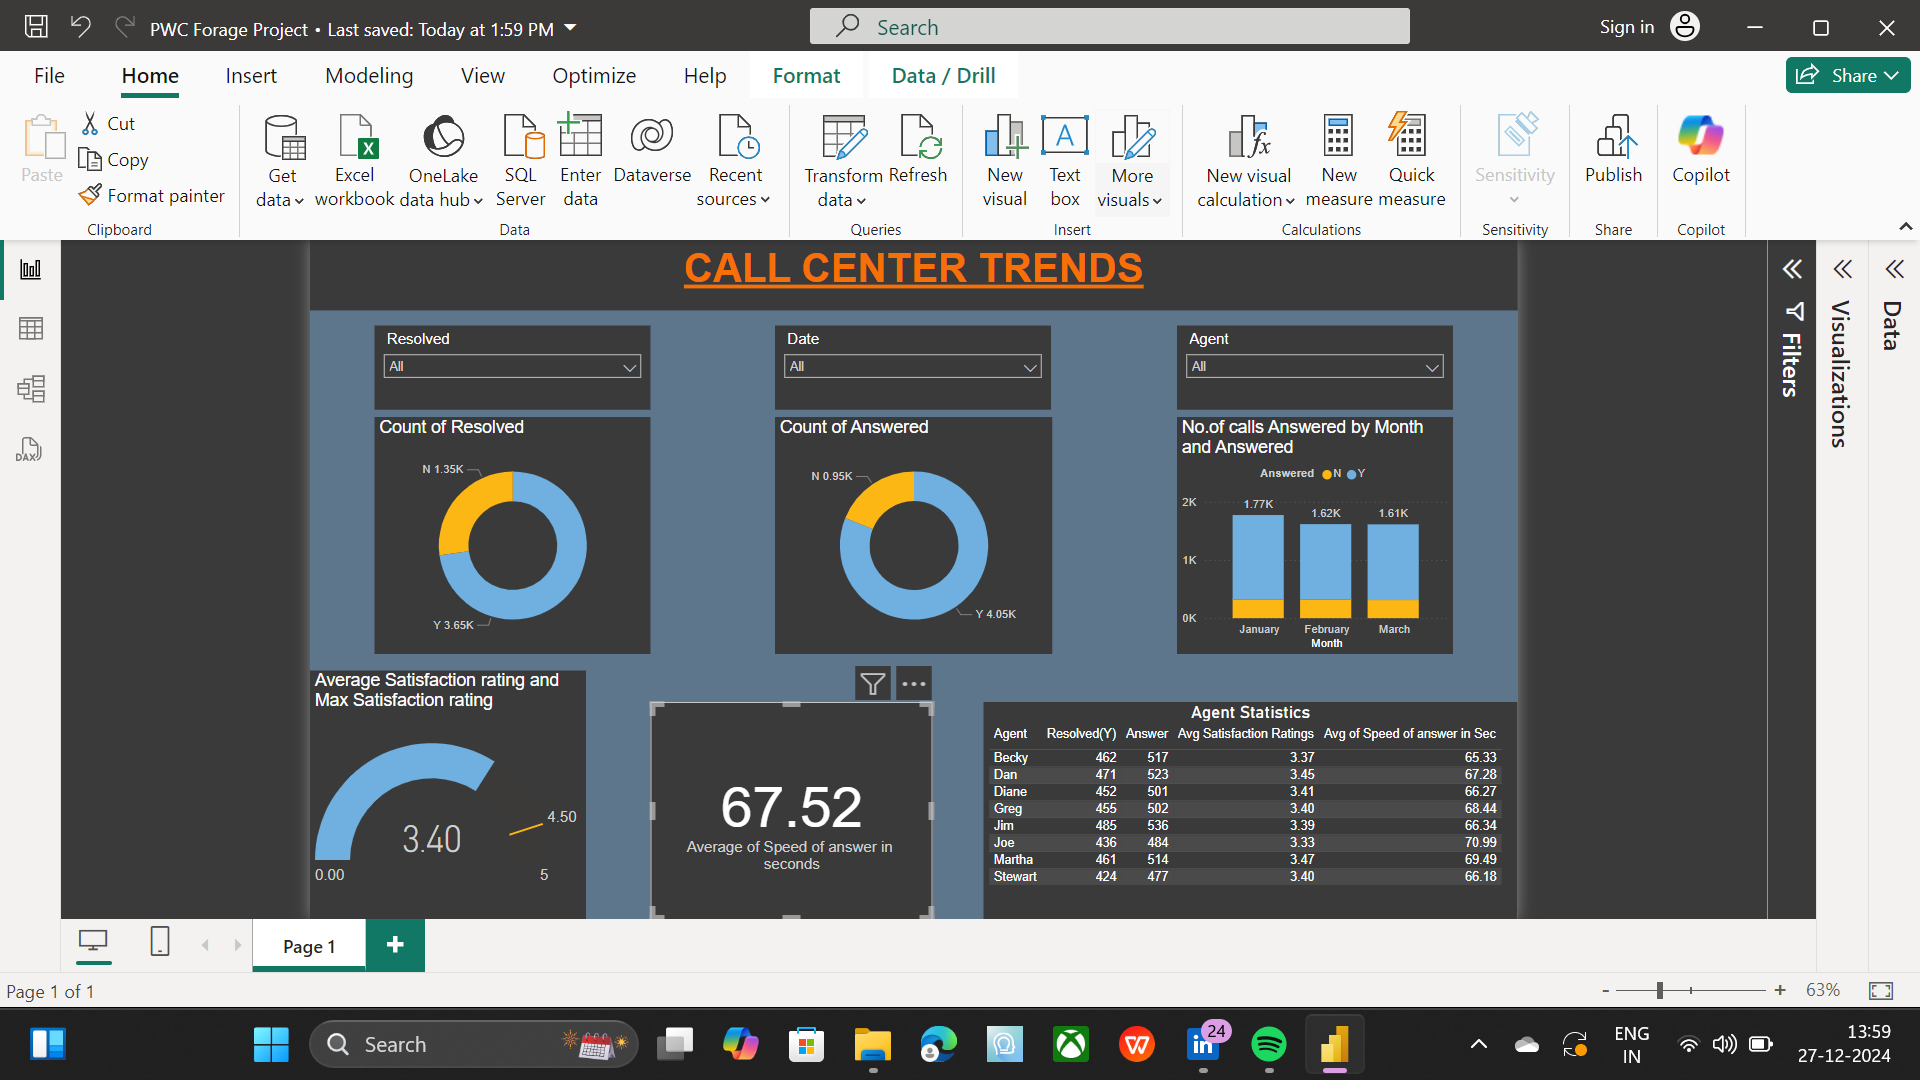 PWC Forage Project • Last saved: Today at 1:59 PM
Search
Sign in
File Home Insert Modeling View Optimize Help Format Data / Drill
Share
Paste
Cut
Copy
Format painter
Clipboard
Get data
Excel workbook
OneLake data hub
SQL Server
Enter data
Dataverse
Recent sources
Data
Transform data
Refresh
Queries
New visual
Text box
More visuals
Insert
New visual calculation
New measure
Quick measure
Calculations
Sensitivity
Sensitivity
Publish
Share
Copilot
Copilot
DAX
CALL CENTER TRENDS
Resolved
All
Date
All
Agent
All
Count of Resolved
N 1.35K
Y 3.65K
Count of Answered
N 0.95K
Y 4.05K
No.of calls Answered by Month
and Answered
Answered N Y
2K
1K
0K
1.77K
1.62K
1.61K
January February March
Month
Average Satisfaction rating and
Max Satisfaction rating
3.40
4.50
0.00
5
67.52
Average of Speed of answer in
seconds
Agent Statistics
Agent Resolved(Y) Answer Avg Satisfaction Ratings Avg of Speed of answer in Sec
Becky 462 517 3.37 65.33
Dan 471 523 3.45 67.28
Diane 452 501 3.41 66.27
Greg 455 502 3.40 68.44
Jim 485 536 3.39 66.34
Joe 436 484 3.33 70.99
Martha 461 514 3.47 69.49
Stewart 424 477 3.40 66.18
Filters
Visualizations
Data
Page 1
Page 1 of 1
- + 63%
Search
24
ENG
IN
13:59
27-12-2024